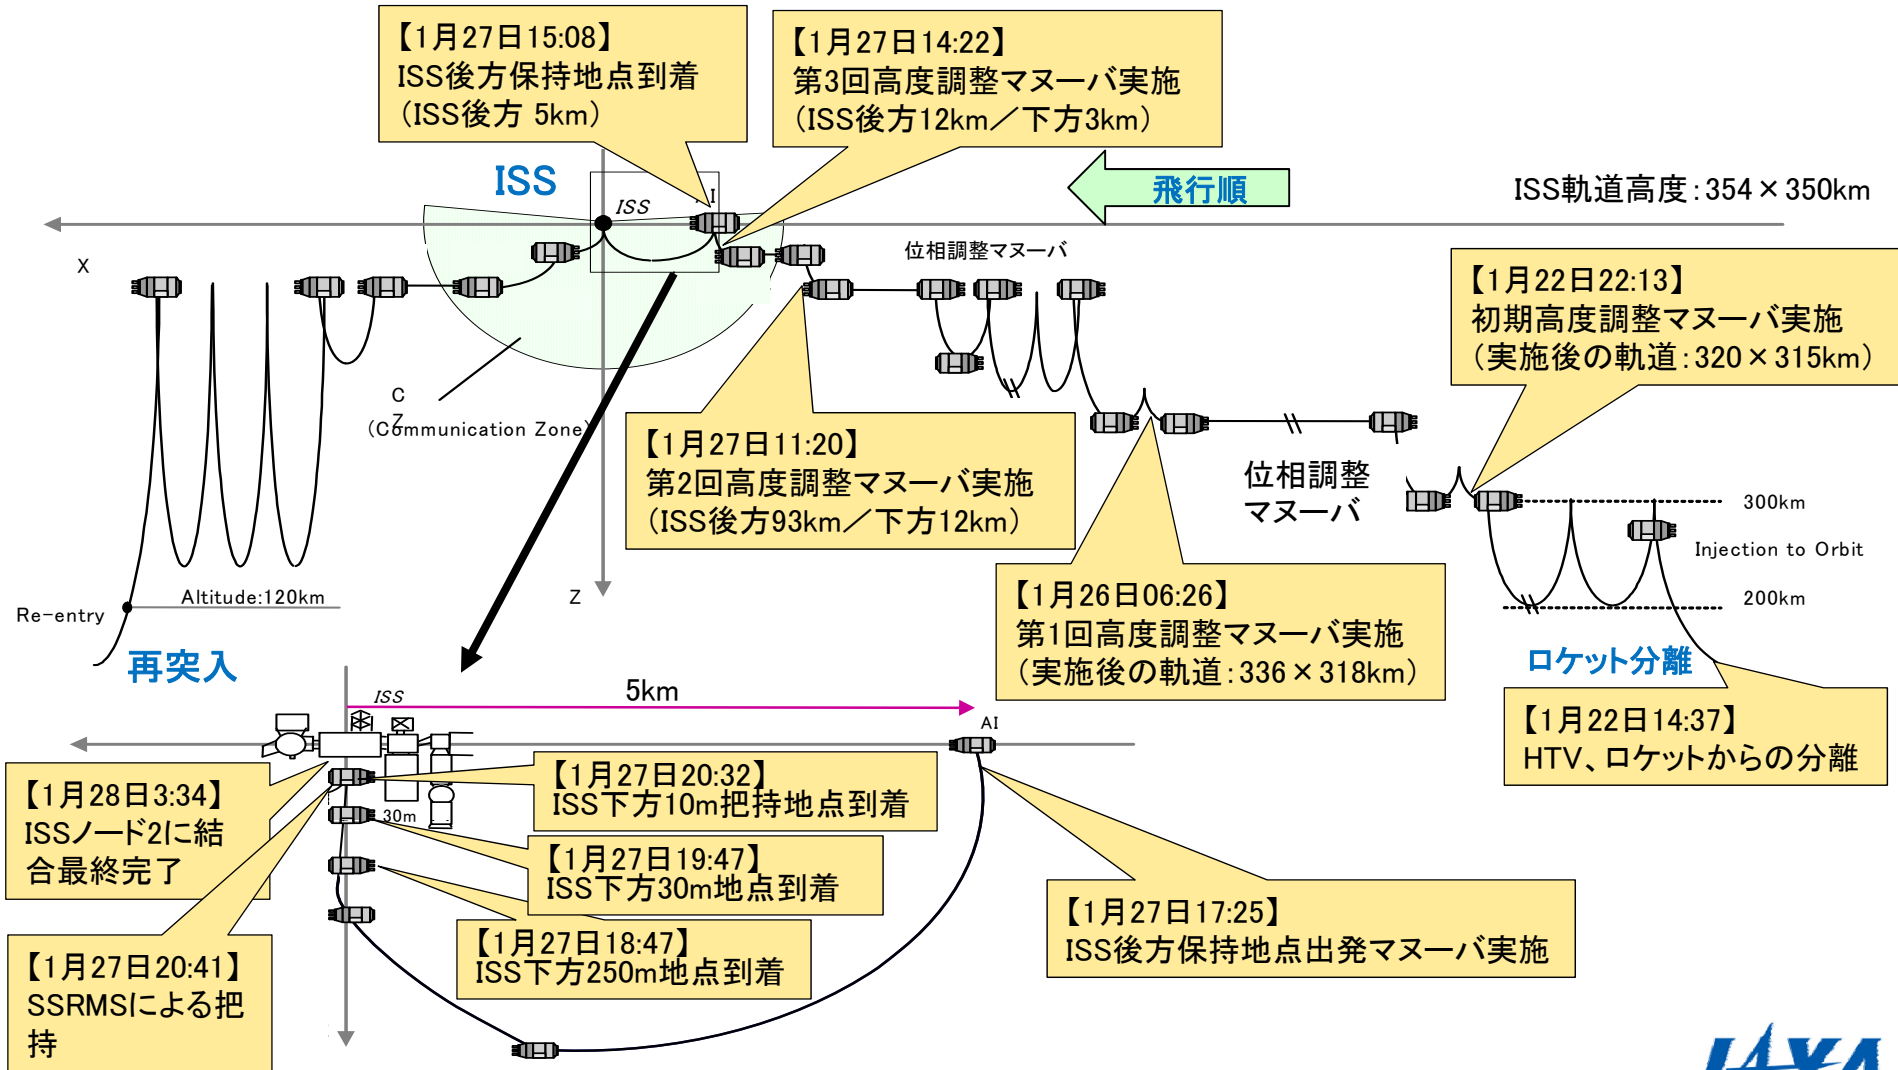 【1月27日15:08】
ISS後方保持地点到着
(ISS後方 5km)
【1月27日14:22】
第3回高度調整マヌーバ実施
(ISS後方12km／下方3km)
ISS
飛行順
ISS軌道高度:354×350km
ISS
X
位相調整マヌーバ
【1月22日22:13】
初期高度調整マヌーバ実施
(実施後の軌道:320×315km)
C
Z
(Communication Zone)
【1月27日11:20】
第2回高度調整マヌーバ実施
(ISS後方93km／下方12km)
位相調整
マヌーバ
300km
Injection to Orbit
200km
Z
Altitude:120km
Re-entry
再突入
【1月26日06:26】
第1回高度調整マヌーバ実施
(実施後の軌道:336×318km)
ロケット分離
【1月22日14:37】
HTV、ロケットからの分離
ISS
5km
AI
【1月28日3:34】
ISSノード2に結
合最終完了
【1月27日20:32】
ISS下方10m把持地点到着
30m
【1月27日19:47】
ISS下方30m地点到着
【1月27日18:47】
ISS下方250m地点到着
【1月27日17:25】
ISS後方保持地点出発マヌーバ実施
【1月27日20:41】
SSRMSによる把
持
JAXA